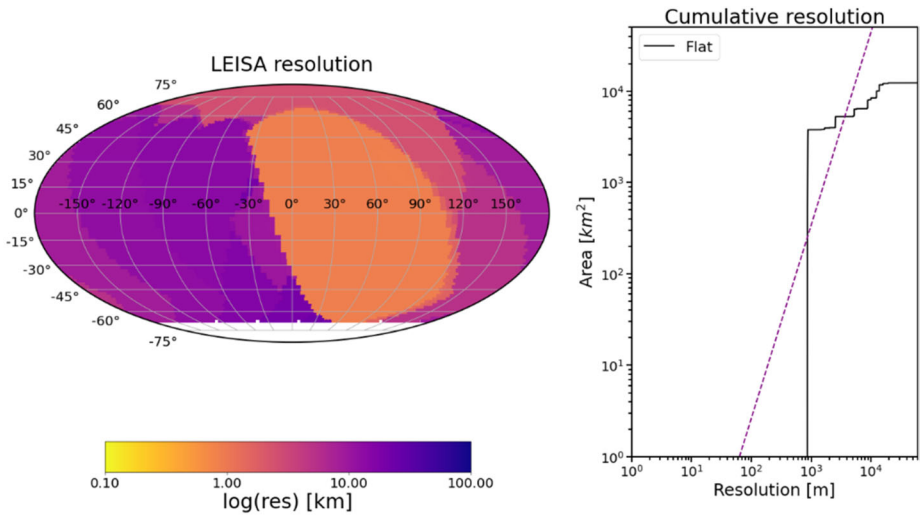 LEISA resolution
75°
60°
45°
30°
15°
0°
-15°
-30°
-45°
-60°
-75°
-150° -120° -90° -60° -30° 0° 30° 60° 90° 120° 150°
0.10 1.00 10.00 100.00
log(res) [km]
Cumulative resolution
Flat
Area [km²]
10⁴
10³
10²
10¹
10⁰
10⁰ 10¹ 10² 10³ 10⁴
Resolution [m]